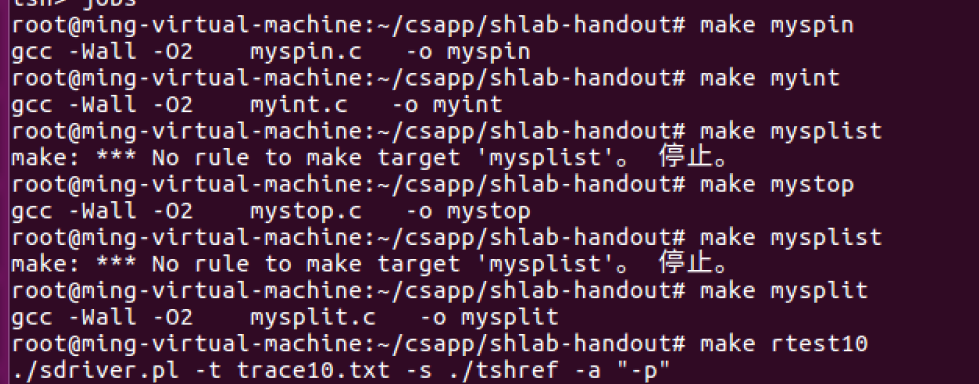 tsh> jobs
root@ming-virtual-machine:~/csapp/shlab-handout# make myspin
gcc -Wall -O2    myspin.c   -o myspin
root@ming-virtual-machine:~/csapp/shlab-handout# make myint
gcc -Wall -O2    myint.c   -o myint
root@ming-virtual-machine:~/csapp/shlab-handout# make mysplist
make: *** No rule to make target 'mysplist'。 停止。
root@ming-virtual-machine:~/csapp/shlab-handout# make mystop
gcc -Wall -O2    mystop.c   -o mystop
root@ming-virtual-machine:~/csapp/shlab-handout# make mysplist
make: *** No rule to make target 'mysplist'。 停止。
root@ming-virtual-machine:~/csapp/shlab-handout# make mysplit
gcc -Wall -O2    mysplit.c   -o mysplit
root@ming-virtual-machine:~/csapp/shlab-handout# make rtest10
./sdriver.pl -t trace10.txt -s ./tshref -a "-p"